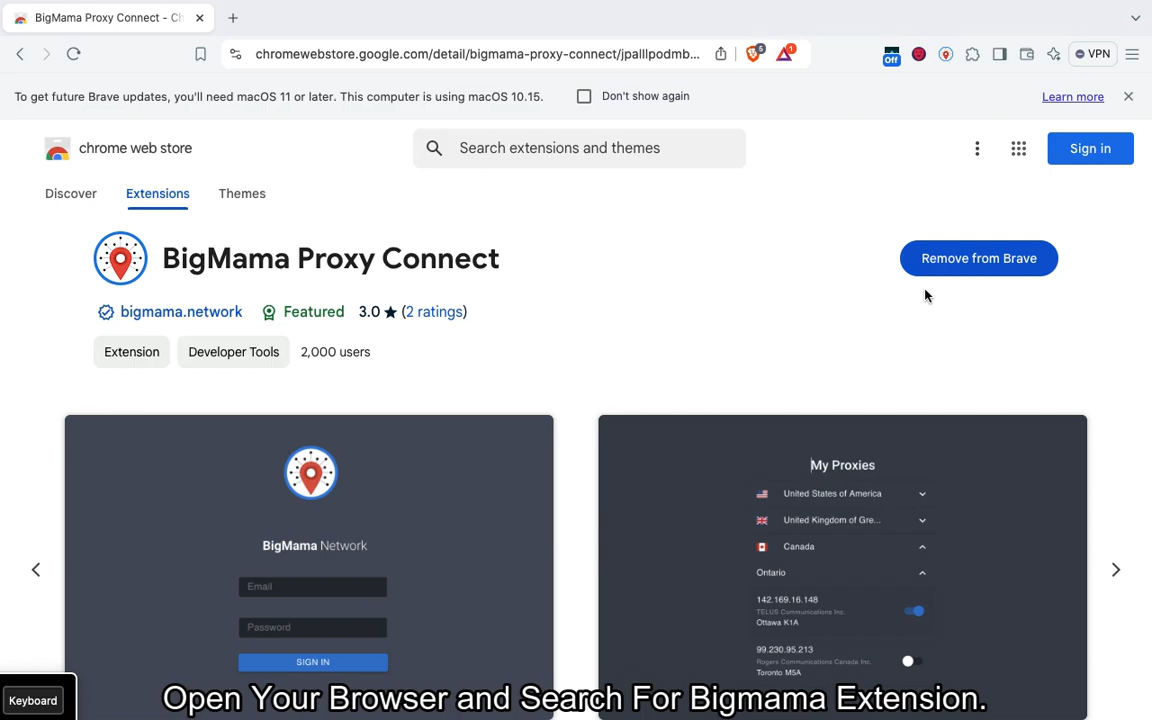 BigMama Proxy Connect - Ch
chromewebstore.google.com/detail/bigmama-proxy-connect/jpalllpodmb...
5
1
Off
VPN
To get future Brave updates, you'll need macOS 11 or later. This computer is using macOS 10.15.
Don't show again
Learn more
chrome web store
Search extensions and themes
Sign in
Discover
Extensions
Themes
BigMama Proxy Connect
Remove from Brave
bigmama.network
Featured
3.0 ★ (2 ratings)
Extension
Developer Tools
2,000 users
BigMama Network
Email
Password
SIGN IN
My Proxies
United States of America
United Kingdom of Gre...
Canada
Ontario
142.169.16.148
TELUS Communications Inc.
Ottawa K1A
99.230.95.213
Rogers Communications Canada Inc.
Toronto M5A
Keyboard
Open Your Browser and Search For Bigmama Extension.